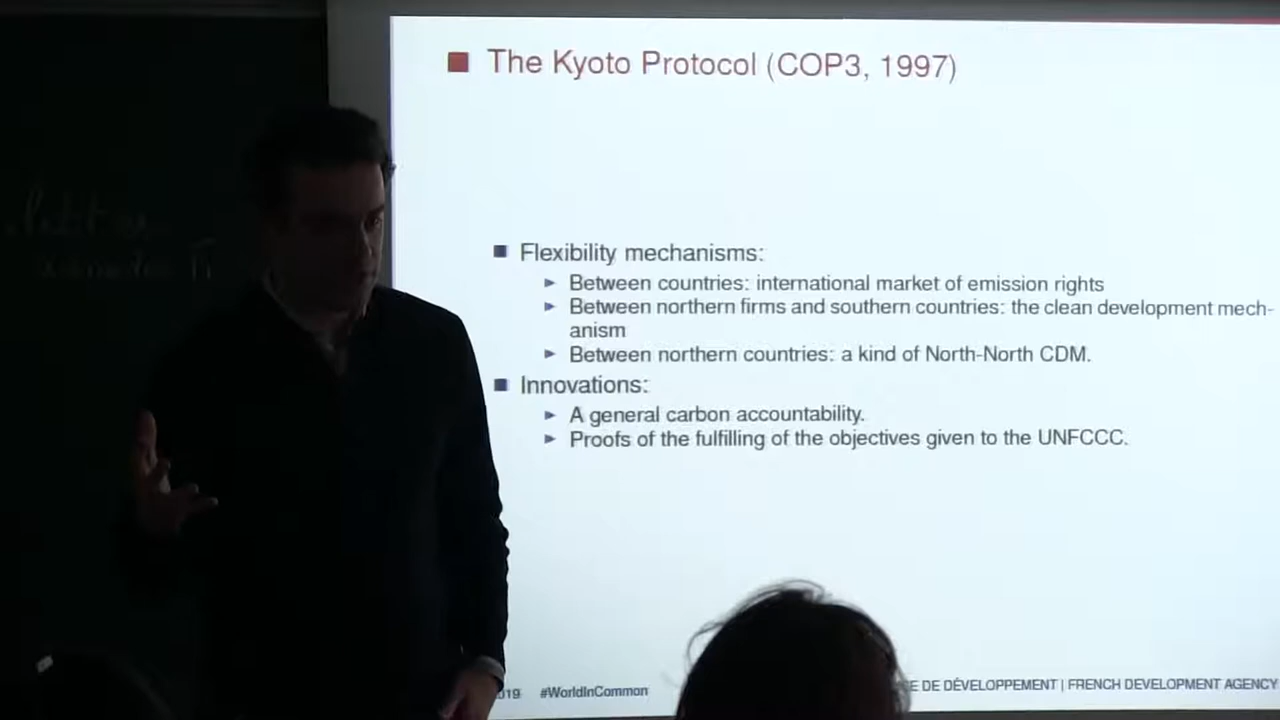 The Kyoto Protocol (COP3, 1997)
Flexibility mechanisms:
Between countries: international market of emission rights
Between northern firms and southern countries: the clean development mech-
anism
Between northern countries: a kind of North-North CDM.
Innovations:
A general carbon accountability.
Proofs of the fulfilling of the objectives given to the UNFCCC.
#WorldInCommon
DE DÉVELOPPEMENT | FRENCH DEVELOPMENT AGENCY